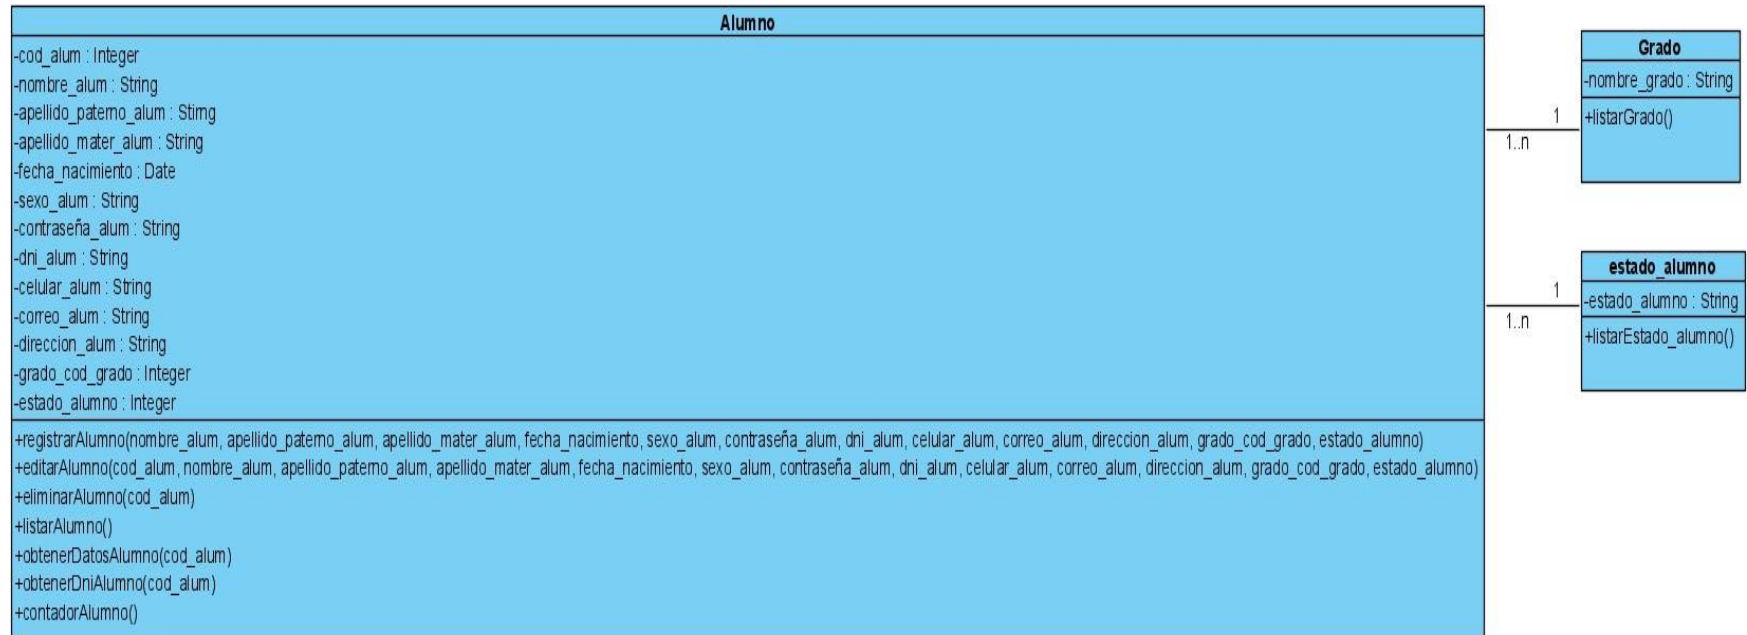 Alumno
-cod_alum : Integer
-nombre_alum : String
-apellido_paterno_alum : Stirng
-apellido_mater_alum : String
-fecha_nacimiento : Date
-sexo_alum : String
-contraseña_alum : String
-dni_alum : String
-celular_alum : String
-correo_alum : String
-direccion_alum : String
-grado_cod_grado : Integer
-estado_alumno : Integer
+registrarAlumno(nombre_alum, apellido_paterno_alum, apellido_mater_alum, fecha_nacimiento, sexo_alum, contraseña_alum, dni_alum, celular_alum, correo_alum, direccion_alum, grado_cod_grado, estado_alumno)
+editarAlumno(cod_alum, nombre_alum, apellido_paterno_alum, apellido_mater_alum, fecha_nacimiento, sexo_alum, contraseña_alum, dni_alum, celular_alum, correo_alum, direccion_alum, grado_cod_grado, estado_alumno)
+eliminarAlumno(cod_alum)
+listarAlumno()
+obtenerDatosAlumno(cod_alum)
+obtenerDniAlumno(cod_alum)
+contadorAlumno()
1
1..n
Grado
-nombre_grado : String
+listarGrado()
1
1..n
estado_alumno
-estado_alumno : String
+listarEstado_alumno()